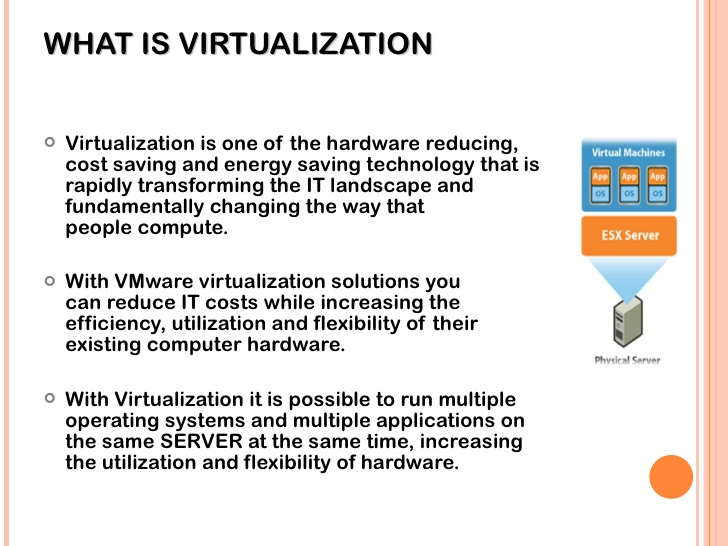 WHAT IS VIRTUALIZATION
Virtualization is one of the hardware reducing,
cost saving and energy saving technology that is
rapidly transforming the IT landscape and
fundamentally changing the way that
people compute.
With VMware virtualization solutions you
can reduce IT costs while increasing the
efficiency, utilization and flexibility of their
existing computer hardware.
With Virtualization it is possible to run multiple
operating systems and multiple applications on
the same SERVER at the same time, increasing
the utilization and flexibility of hardware.
Virtual Machines
App App App
OS OS OS
ESX Server
Physical Server